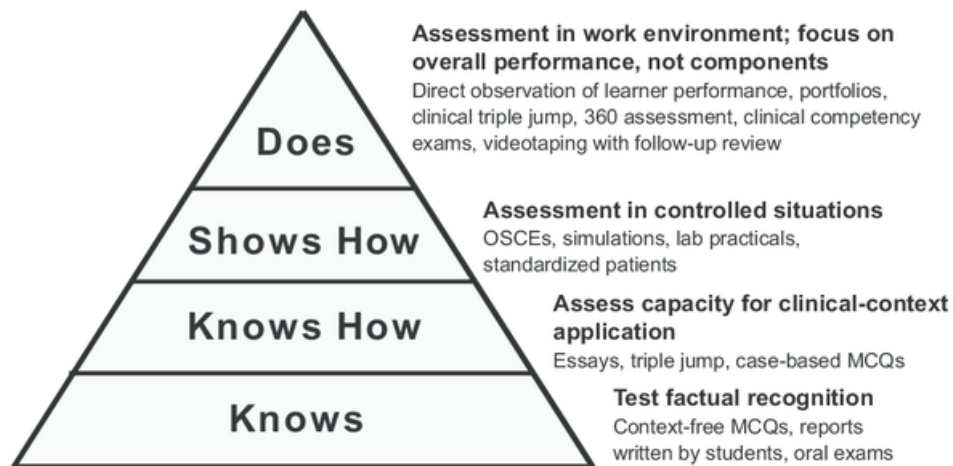 Assessment in work environment; focus on
overall performance, not components
Direct observation of learner performance, portfolios,
clinical triple jump, 360 assessment, clinical competency
exams, videotaping with follow-up review
Does
Assessment in controlled situations
OSCEs, simulations, lab practicals,
standardized patients
Shows How
Assess capacity for clinical-context
application
Essays, triple jump, case-based MCQs
Knows How
Test factual recognition
Context-free MCQs, reports
written by students, oral exams
Knows